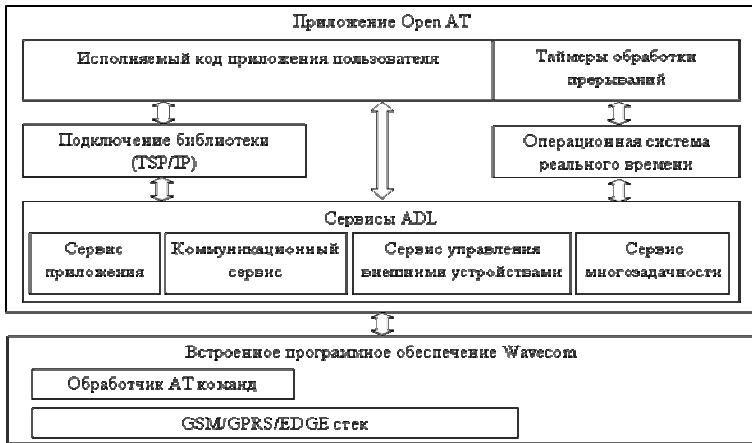 Приложение Open AT
Исполняемый код приложения пользователя
Таймеры обработки
прерываний
Подключение библиотеки
(TSP/IP)
Операционная система
реального времени
Сервисы ADL
Сервис
приложения
Коммуникационный
сервис
Сервис управления
внешними устройствами
Сервис
многозадачности
Встроенное программное обеспечение Wavecom
Обработчик АТ команд
GSM/GPRS/EDGE стек